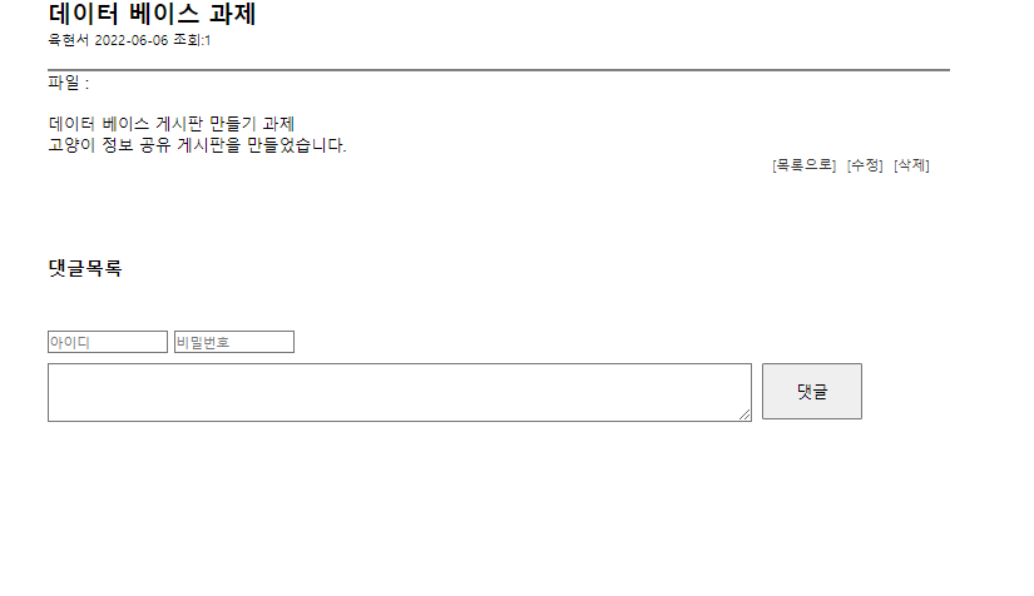 데이터 베이스 과제
육현서 2022-06-06 조회:1
파일 :
데이터 베이스 게시판 만들기 과제
고양이 정보 공유 게시판을 만들었습니다.
[목록으로] [수정] [삭제]
댓글목록
아이디 비밀번호
댓글